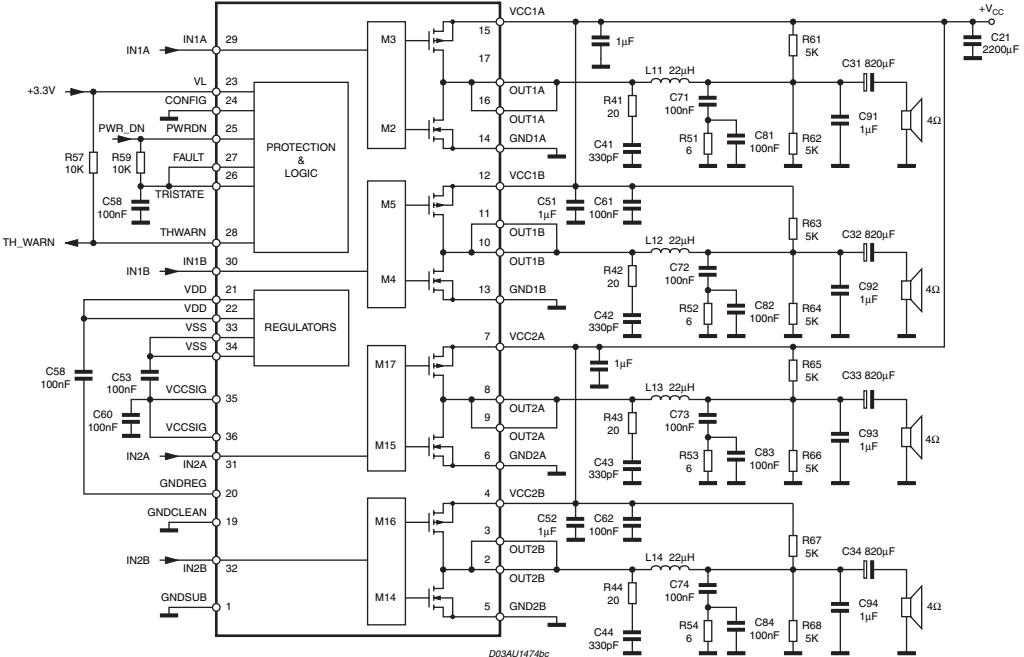 VCC1A
+VCC
IN1A
29
M3
15
1μF
R61
5K
C21
2200μF
IN1A
17
C31 820μF
L11 22μH
VL
23
OUT1A
+3.3V
CONFIG
24
16
R41
20
C71
100nF
C91
1μF
4Ω
OUT1A
PWR_DN
PWRDN
25
M2
14
GND1A
R51
6
C81
100nF
R62
5K
PROTECTION
&
LOGIC
C41
330pF
R57
10K
R59
10K
FAULT
27
26
12
VCC1B
TRISTATE
C58
100nF
M5
C51
1μF
C61
100nF
11
R63
5K
OUT1B
C32 820μF
TH_WARN
THWARN
28
10
L12 22μH
OUT1B
IN1B
IN1B
30
M4
R42
20
C72
100nF
C92
1μF
4Ω
VDD
21
13
GND1B
VDD
22
R52
6
C82
100nF
R64
5K
C42
330pF
VSS
33
REGULATORS
7
VCC2A
VSS
34
M17
1μF
R65
5K
C58
100nF
C53
100nF
C33 820μF
VCCSIG
35
8
L13 22μH
OUT2A
C60
100nF
9
R43
20
C73
100nF
C93
1μF
4Ω
VCCSIG
36
M15
OUT2A
IN2A
IN2A
31
6
GND2A
R53
6
C83
100nF
R66
5K
C43
330pF
GNDREG
20
4
VCC2B
GNDCLEAN
19
M16
C52
1μF
C62
100nF
3
R67
5K
OUT2B
C34 820μF
IN2B
IN2B
32
2
L14 22μH
OUT2B
R44
20
C74
100nF
C94
1μF
4Ω
GNDSUB
1
M14
5
GND2B
R54
6
C84
100nF
R68
5K
C44
330pF
D03AU1474bc